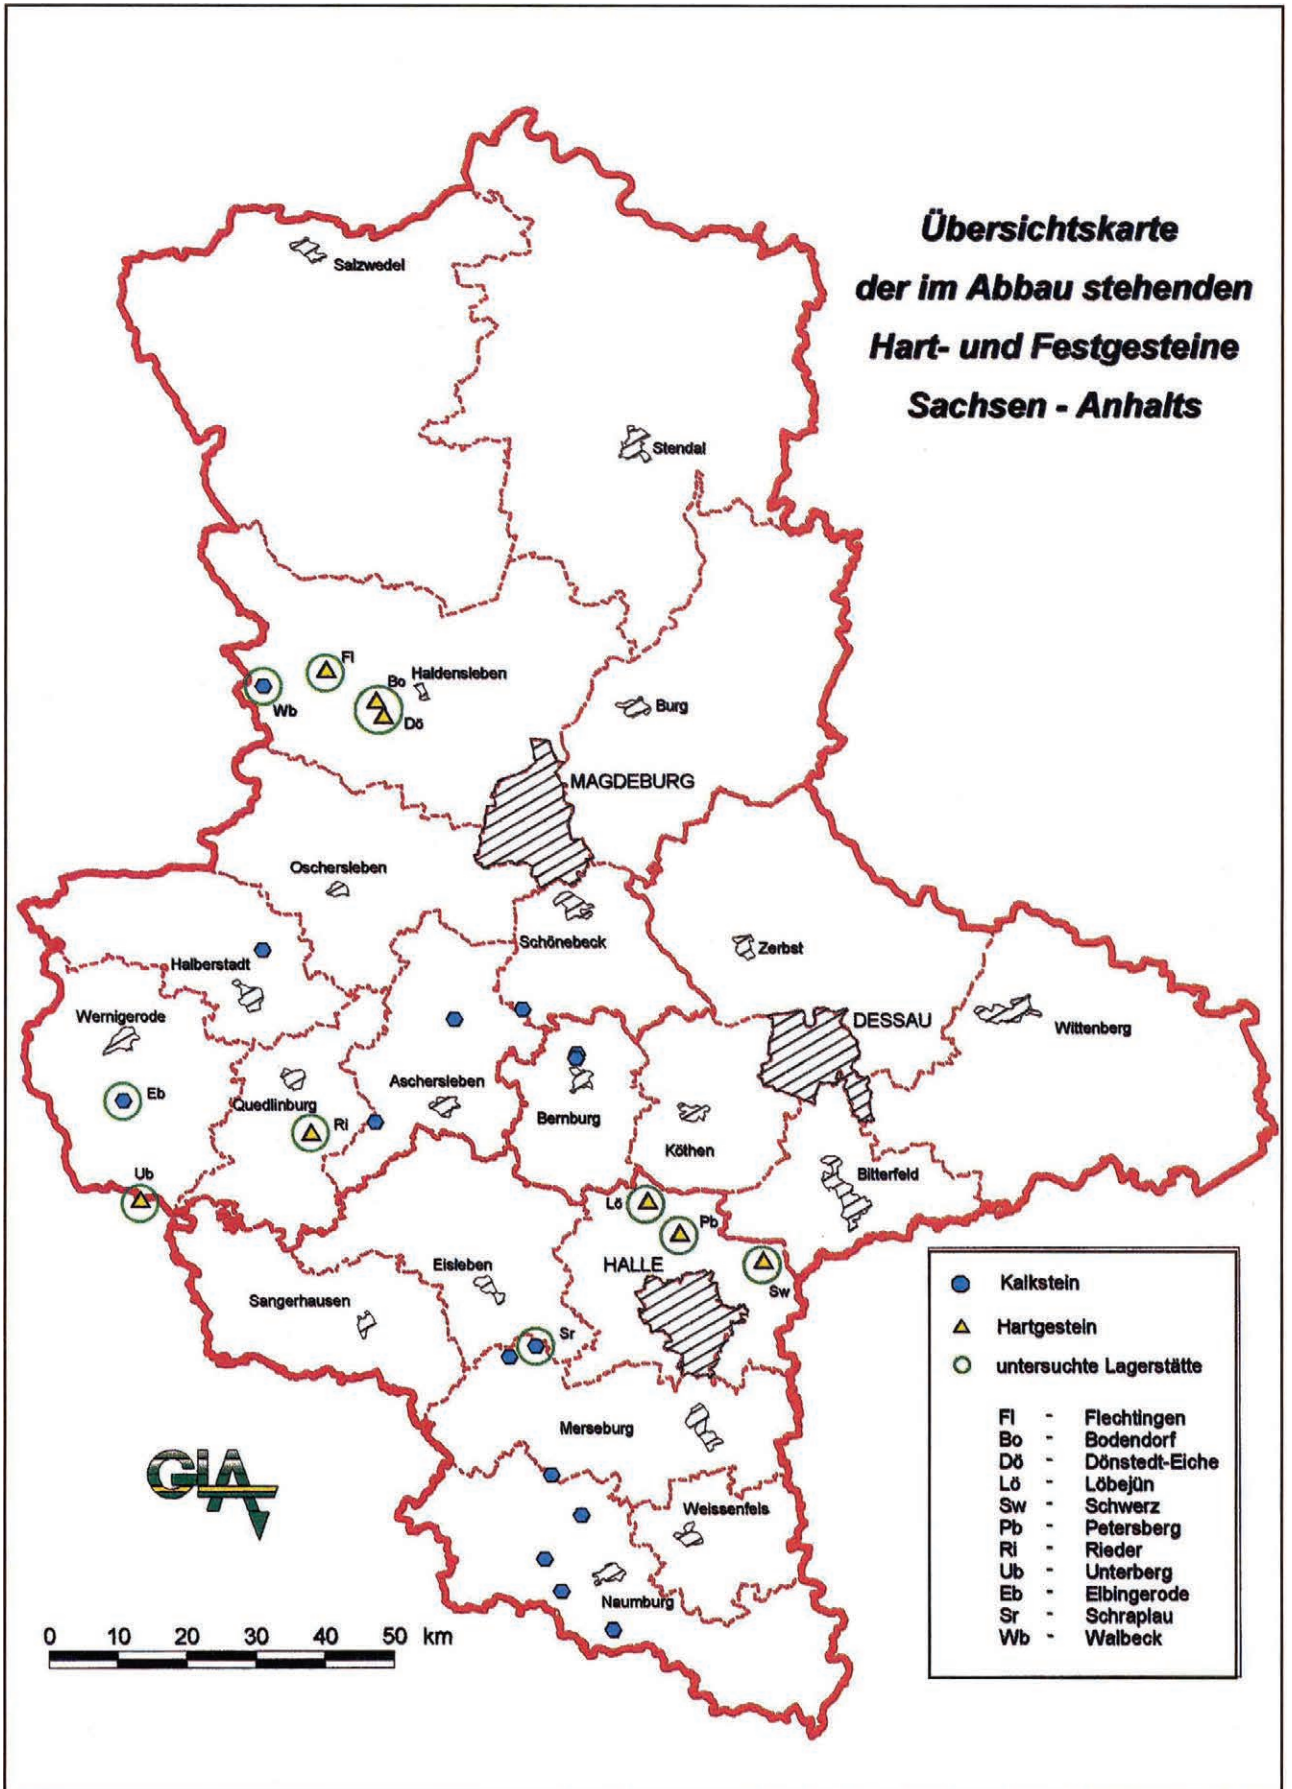 Übersichtskarte
der im Abbau stehenden
Hart- und Festgesteine
Sachsen - Anhalts
Salzwedel
Stendal
Fl
Haldensleben
Bo
Wb
Dö
Burg
MAGDEBURG
Oschersleben
Schönebeck
Zerbst
Halberstadt
Wernigerode
DESSAU
Wittenberg
Eb
Quedlinburg
Aschersleben
Ri
Bernburg
Köthen
Ub
Bitterfeld
Lö
Pb
Eisleben
HALLE
Sw
Sangerhausen
Sr
Merseburg
Weissenfels
Naumburg
GLA
0 10 20 30 40 50 km
Kalkstein
Hartgestein
untersuchte Lagerstätte
Fl - Flechtingen
Bo - Bodendorf
Dö - Dönstedt-Eiche
Lö - Löbejün
Sw - Schwerz
Pb - Petersberg
Ri - Rieder
Ub - Unterberg
Eb - Elbingerode
Sr - Schraplau
Wb - Walbeck